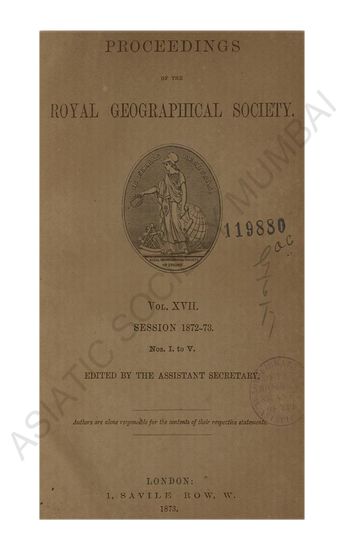 PROCEEDINGS
OF THE
ROYAL GEOGRAPHICAL SOCIETY.
119880
VOL. XVII.
SESSION 1872-73.
Nos. I. to V.
EDITED BY THE ASSISTANT SECRETARY.
Authors are alone responsible for the contents of their respective statements.
LONDON:
1, SAVILE ROW, W.
1873.
ASIATIC SOCIETY MUMBAI